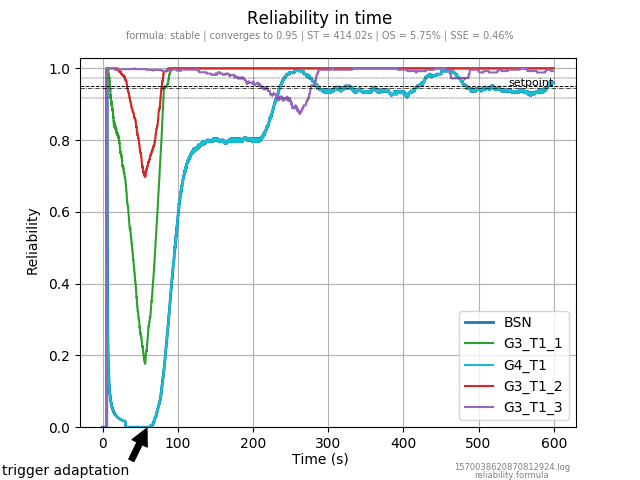 Reliability in time
formula: stable | converges to 0.95 | ST = 414.02s | OS = 5.75% | SSE = 0.46%
1.0
0.8
0.6
0.4
0.2
0.0
Reliability
setpoint
BSN
G3_T1_1
G4_T1
G3_T1_2
G3_T1_3
0
100
200
300
400
500
600
Time (s)
trigger adaptation
1570038620870812924.log
reliability.formula